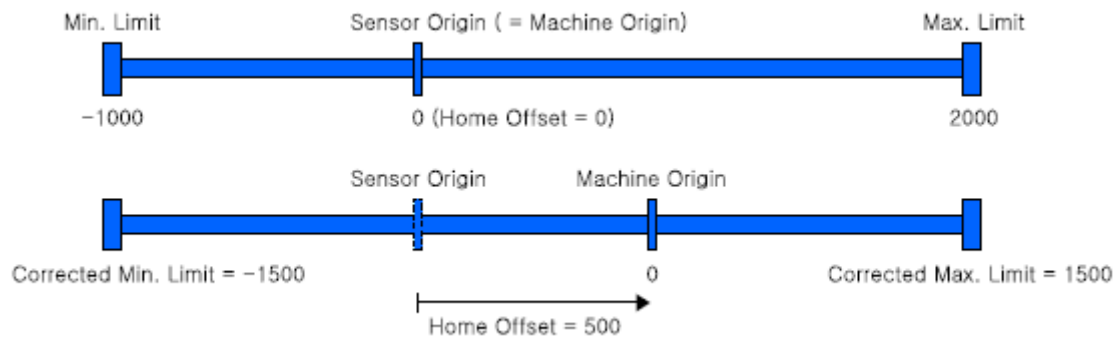 Min. Limit
Sensor Origin ( = Machine Origin)
Max. Limit
-1000
0 (Home Offset = 0)
2000
Sensor Origin
Machine Origin
Corrected Min. Limit = -1500
0
Corrected Max. Limit = 1500
Home Offset = 500